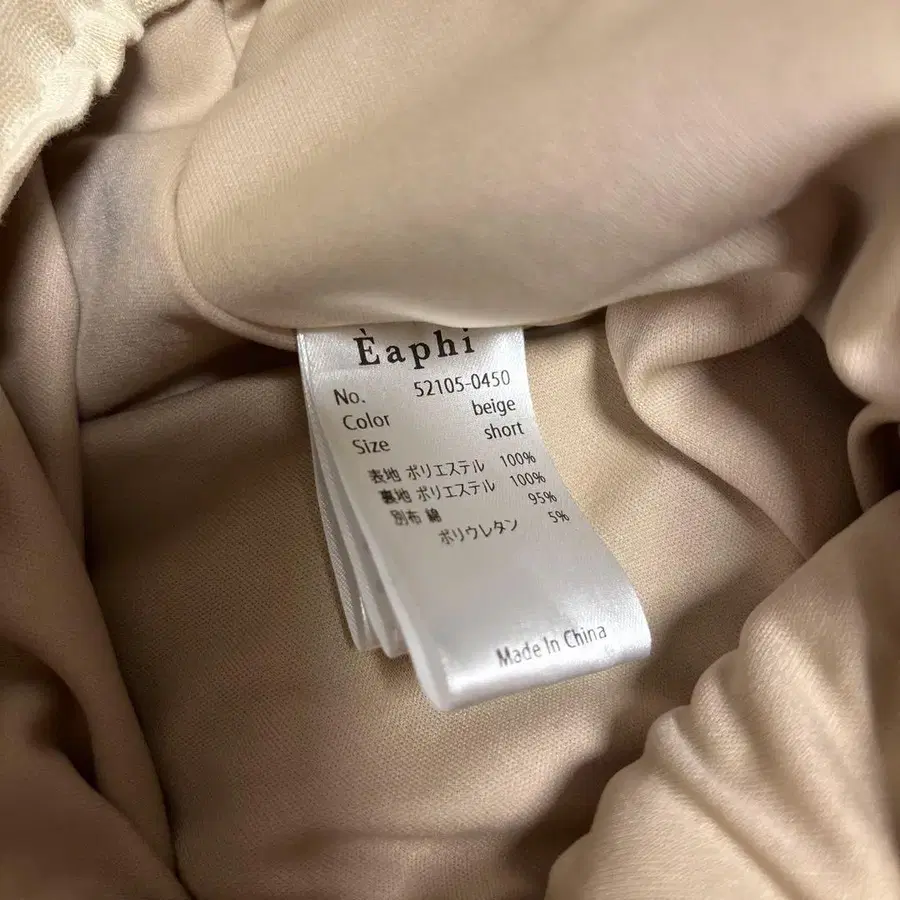 Èaphi
No. 52105-0450
Color beige
Size short
表地 ポリエステル 100%
裏地 ポリエステル 100%
別布 綿 95%
ポリウレタン 5%
Made In China